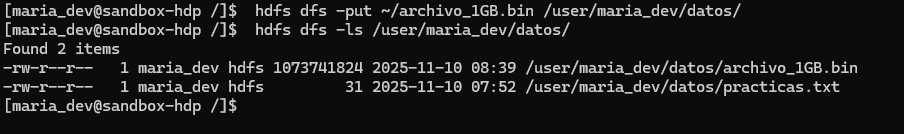 [maria_dev@sandbox-hdp /]$  hdfs dfs -put ~/archivo_1GB.bin /user/maria_dev/datos/
[maria_dev@sandbox-hdp /]$  hdfs dfs -ls /user/maria_dev/datos/
Found 2 items
-rw-r--r--   1 maria_dev hdfs 1073741824 2025-11-10 08:39 /user/maria_dev/datos/archivo_1GB.bin
-rw-r--r--   1 maria_dev hdfs         31 2025-11-10 07:52 /user/maria_dev/datos/practicas.txt
[maria_dev@sandbox-hdp /]$